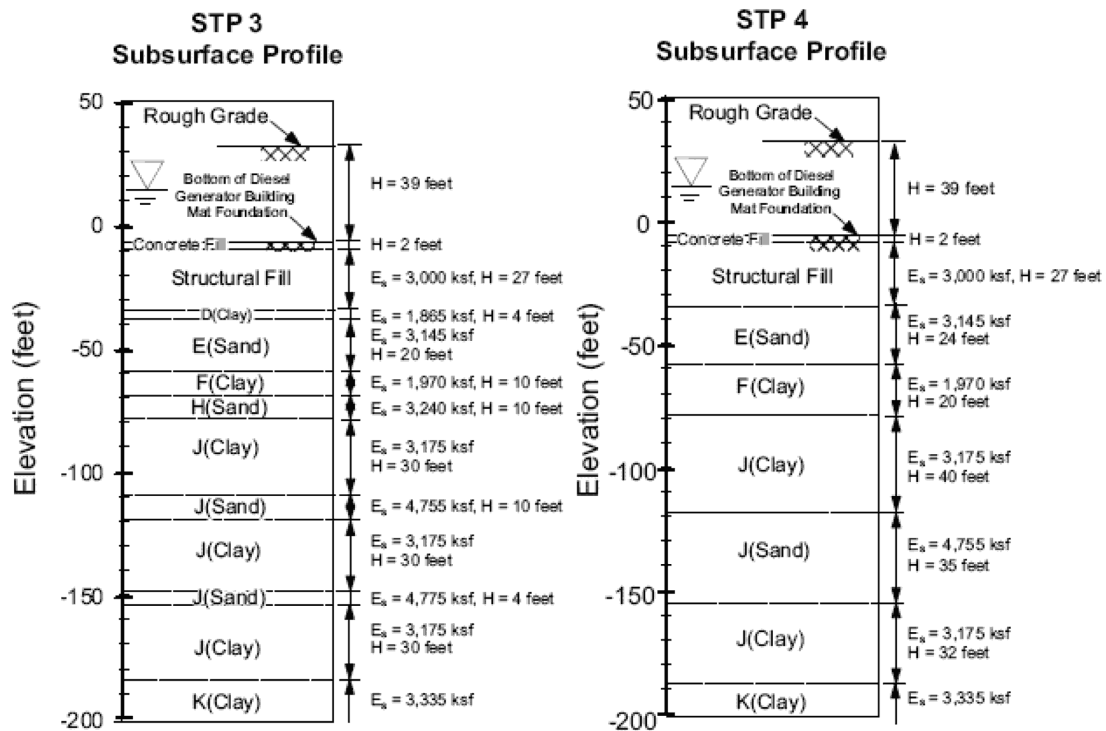 STP 3
Subsurface Profile
50
Rough Grade
Bottom of Diesel
Generator Building
Mat Foundation
H = 39 feet
0
Concrete Fill
H = 2 feet
Structural Fill
Es = 3,000 ksf, H = 27 feet
D(Clay)
Es = 1,865 ksf, H = 4 feet
E(Sand)
Es = 3,145 ksf
H = 20 feet
-50
F(Clay)
Es = 1,970 ksf, H = 10 feet
H(Sand)
Es = 3,240 ksf, H = 10 feet
J(Clay)
Es = 3,175 ksf
H = 30 feet
-100
J(Sand)
Es = 4,755 ksf, H = 10 feet
J(Clay)
Es = 3,175 ksf
H = 30 feet
-150
J(Sand)
Es = 4,775 ksf, H = 4 feet
J(Clay)
Es = 3,175 ksf
H = 30 feet
K(Clay)
Es = 3,335 ksf
-200
Elevation (feet)
STP 4
Subsurface Profile
50
Rough Grade
Bottom of Diesel
Generator Building
Mat Foundation
H = 39 feet
0
Concrete Fill
H = 2 feet
Structural Fill
Es = 3,000 ksf, H = 27 feet
E(Sand)
Es = 3,145 ksf
H = 24 feet
-50
F(Clay)
Es = 1,970 ksf
H = 20 feet
J(Clay)
Es = 3,175 ksf
H = 40 feet
-100
J(Sand)
Es = 4,755 ksf
H = 35 feet
-150
J(Clay)
Es = 3,175 ksf
H = 32 feet
K(Clay)
Es = 3,335 ksf
-200
Elevation (feet)